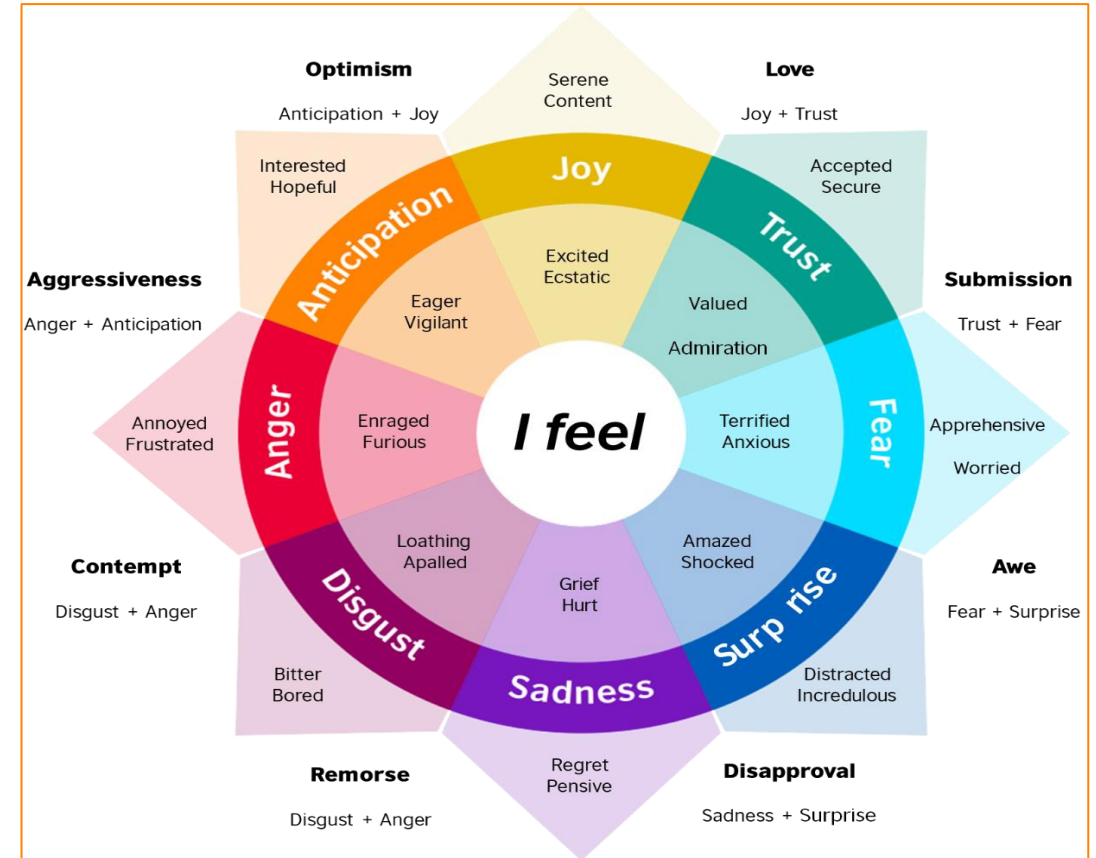 Optimism
Anticipation + Joy
Serene
Content
Love
Joy + Trust
Interested
Hopeful
Joy
Accepted
Secure
Anticipation
Trust
Excited
Ecstatic
Aggressiveness
Anger + Anticipation
Eager
Vigilant
Valued
Admiration
Submission
Trust + Fear
Annoyed
Frustrated
Anger
Enraged
Furious
I feel
Terrified
Anxious
Fear
Apprehensive
Worried
Contempt
Disgust + Anger
Loathing
Apalled
Grief
Hurt
Amazed
Shocked
Awe
Fear + Surprise
Disgust
Sadness
Surp rise
Bitter
Bored
Distracted
Incredulous
Remorse
Disgust + Anger
Regret
Pensive
Disapproval
Sadness + Surprise